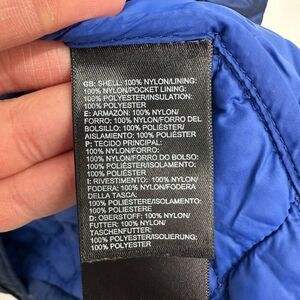 GB: SHELL: 100% NYLON/LINING:
100% NYLON/POCKET LINING:
100% POLYESTER/INSULATION:
100% POLYESTER
E: ARMAZÓN: 100% NYLON/
FORRO: 100% NYLON/FORRO DEL
BOLSILLO: 100% POLIÉSTER/
AISLAMIENTO: 100% POLIÉSTER
P: TECIDO PRINCIPAL:
100% NYLON/FORRO:
100% NYLON/FORRO DO BOLSO:
100% POLIÉSTER/ISOLAMENTO:
100% POLIÉSTER
I: RIVESTIMENTO: 100% NYLON/
FODERA: 100% NYLON/FODERA
DELLA TASCA:
100% POLIESTERE/ISOLAMENTO:
100% POLIESTERE
D: OBERSTOFF: 100% NYLON/
FUTTER: 100% NYLON/
TASCHENFUTTER:
100% POLYESTER/ISOLIERUNG:
100% POLYESTER